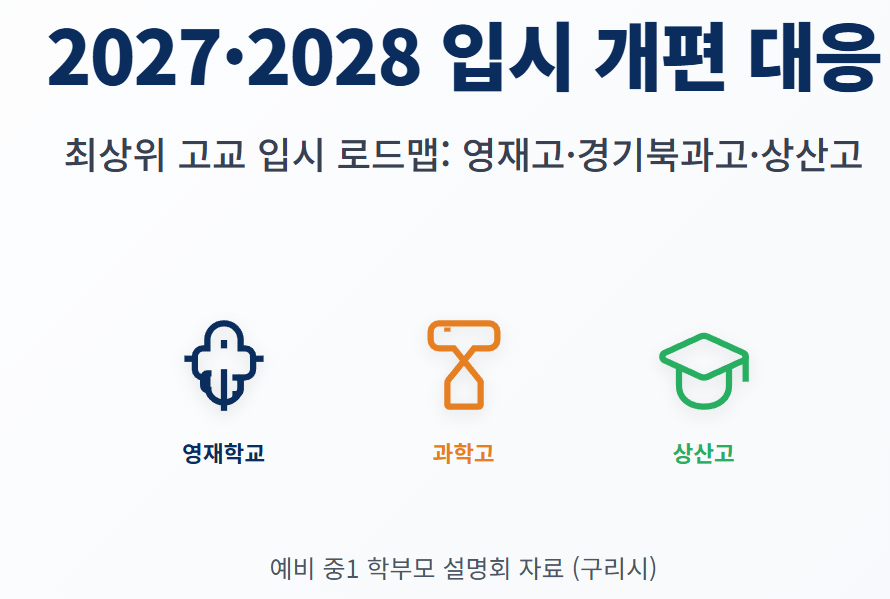 2027·2028 입시 개편 대응
최상위 고교 입시 로드맵: 영재고·경기북과고·상산고
영재학교
과학고
상산고
예비 중1 학부모 설명회 자료 (구리시)